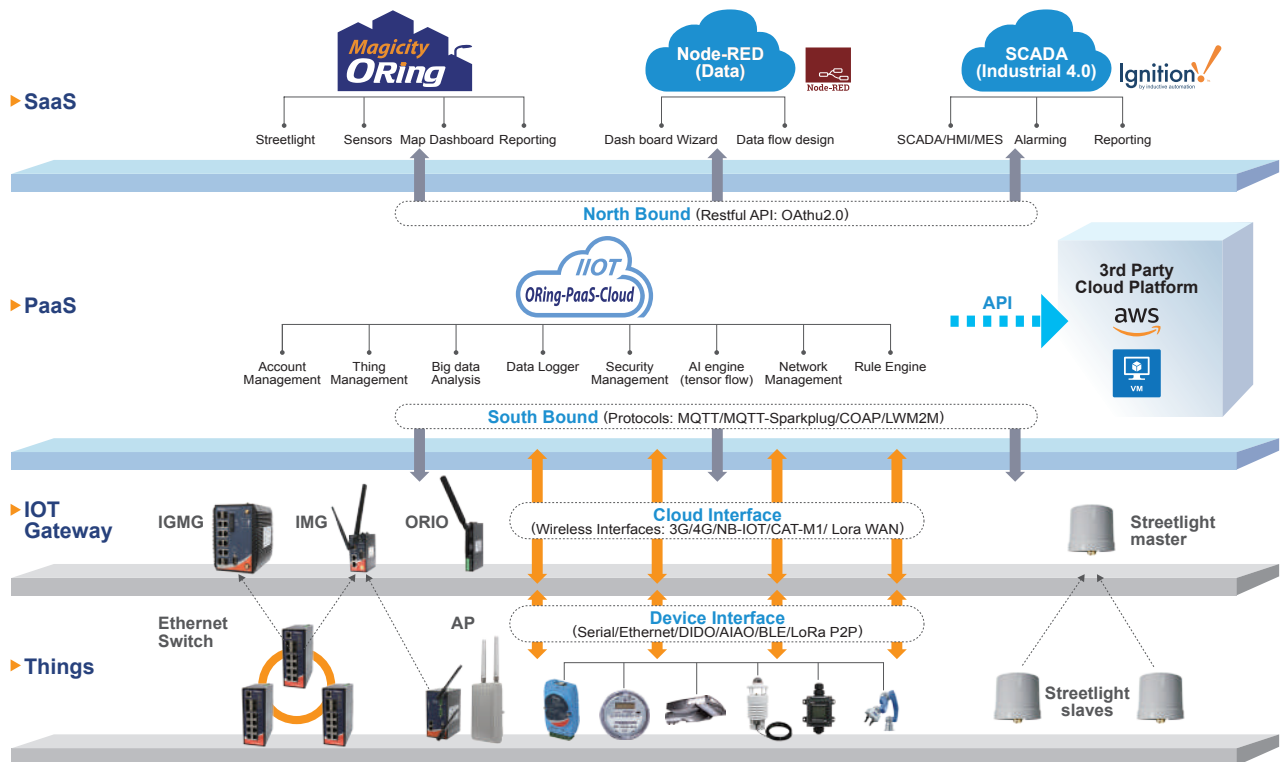 Magicity
ORing
Node-RED
(Data)
Node-RED
SCADA
(Industrial 4.0)
Ignition!
by inductive automation
SaaS
Streetlight
Sensors
Map Dashboard
Reporting
Dash board Wizard
Data flow design
SCADA/HMI/MES
Alarming
Reporting
North Bound (Restful API: OAthu2.0)
PaaS
IIOT
ORing-PaaS-Cloud
API
3rd Party
Cloud Platform
aws
VM
Account
Management
Thing
Management
Big data
Analysis
Data Logger
Security
Management
AI engine
(tensor flow)
Network
Management
Rule Engine
South Bound (Protocols: MQTT/MQTT-Sparkplug/COAP/LWM2M)
IOT
Gateway
IGMG
IMG
ORIO
Cloud Interface
(Wireless Interfaces: 3G/4G/NB-IOT/CAT-M1/ Lora WAN)
Streetlight
master
Things
Ethernet
Switch
AP
Device Interface
(Serial/Ethernet/DIDO/AIAO/BLE/LoRa P2P)
Streetlight
slaves